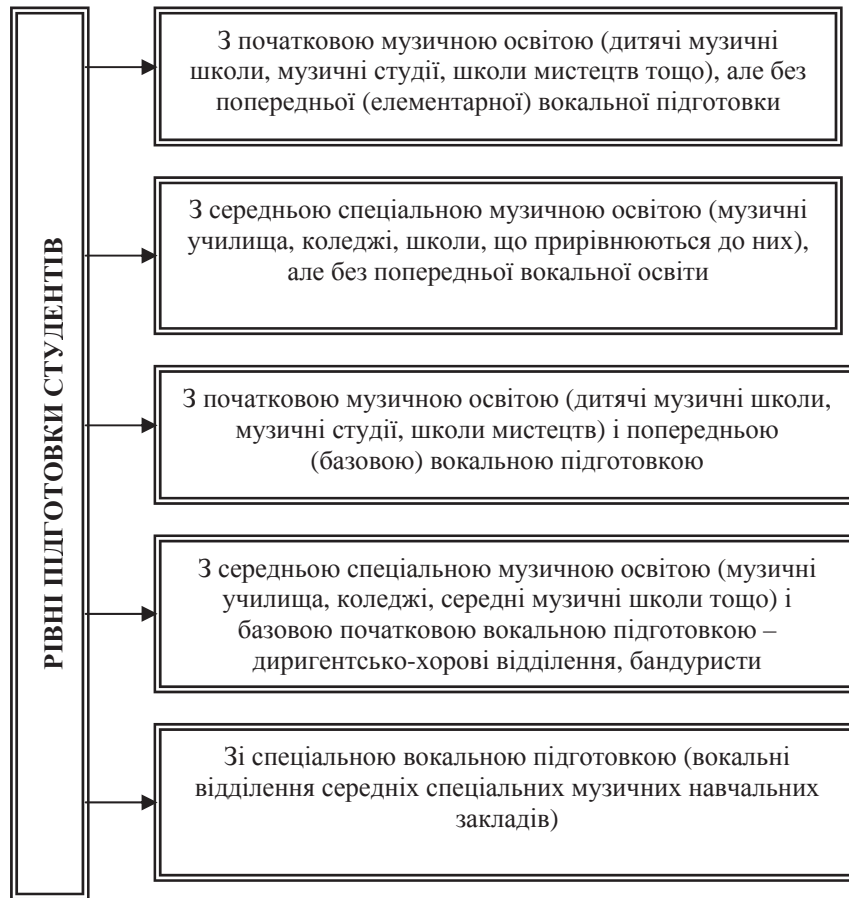 РІВНІ ПІДГОТОВКИ СТУДЕНТІВ
З початковою музичною освітою (дитячі музичні
школи, музичні студії, школи мистецтв тощо), але без
попередньої (елементарної) вокальної підготовки
З середньою спеціальною музичною освітою (музичні
училища, коледжі, школи, що прирівнюються до них),
але без попередньої вокальної освіти
З початковою музичною освітою (дитячі музичні школи,
музичні студії, школи мистецтв) і попередньою
(базовою) вокальною підготовкою
З середньою спеціальною музичною освітою (музичні
училища, коледжі, середні музичні школи тощо) і
базовою початковою вокальною підготовкою –
диригентсько-хорові відділення, бандуристи
Зі спеціальною вокальною підготовкою (вокальні
відділення середніх спеціальних музичних навчальних
закладів)